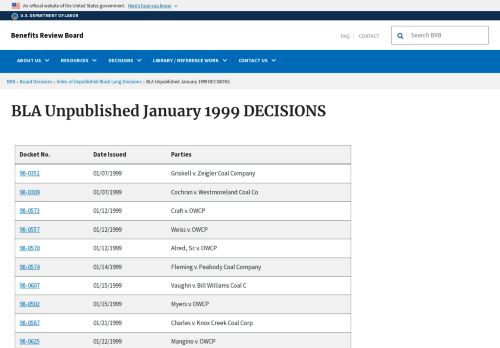 An official website of the United States government. Here's how you know
U.S. DEPARTMENT OF LABOR
Benefits Review Board
FAQ CONTACT
Search BRB
ABOUT US RESOURCES DECISIONS LIBRARY / REFERENCE WORK CONTACT US
BRB › Board Decisions › Index of Unpublished Black Lung Decisions › BLA Unpublished January 1999 DECISIONS
BLA Unpublished January 1999 DECISIONS
Docket No. Date Issued Parties
98-0351 01/07/1999 Griskell v. Zeigler Coal Company
98-0309 01/07/1999 Cochran v. Westmoreland Coal Co
98-0573 01/12/1999 Craft v. OWCP
98-0557 01/12/1999 Weiss v. OWCP
98-0570 01/12/1999 Alred, Sr. v. OWCP
98-0574 01/14/1999 Fleming v. Peabody Coal Company
98-0607 01/15/1999 Vaughn v. Bill Williams Coal C
98-0502 01/15/1999 Myers v. OWCP
98-0587 01/21/1999 Charles v. Knox Creek Coal Corp
98-0625 01/22/1999 Mangino v. OWCP